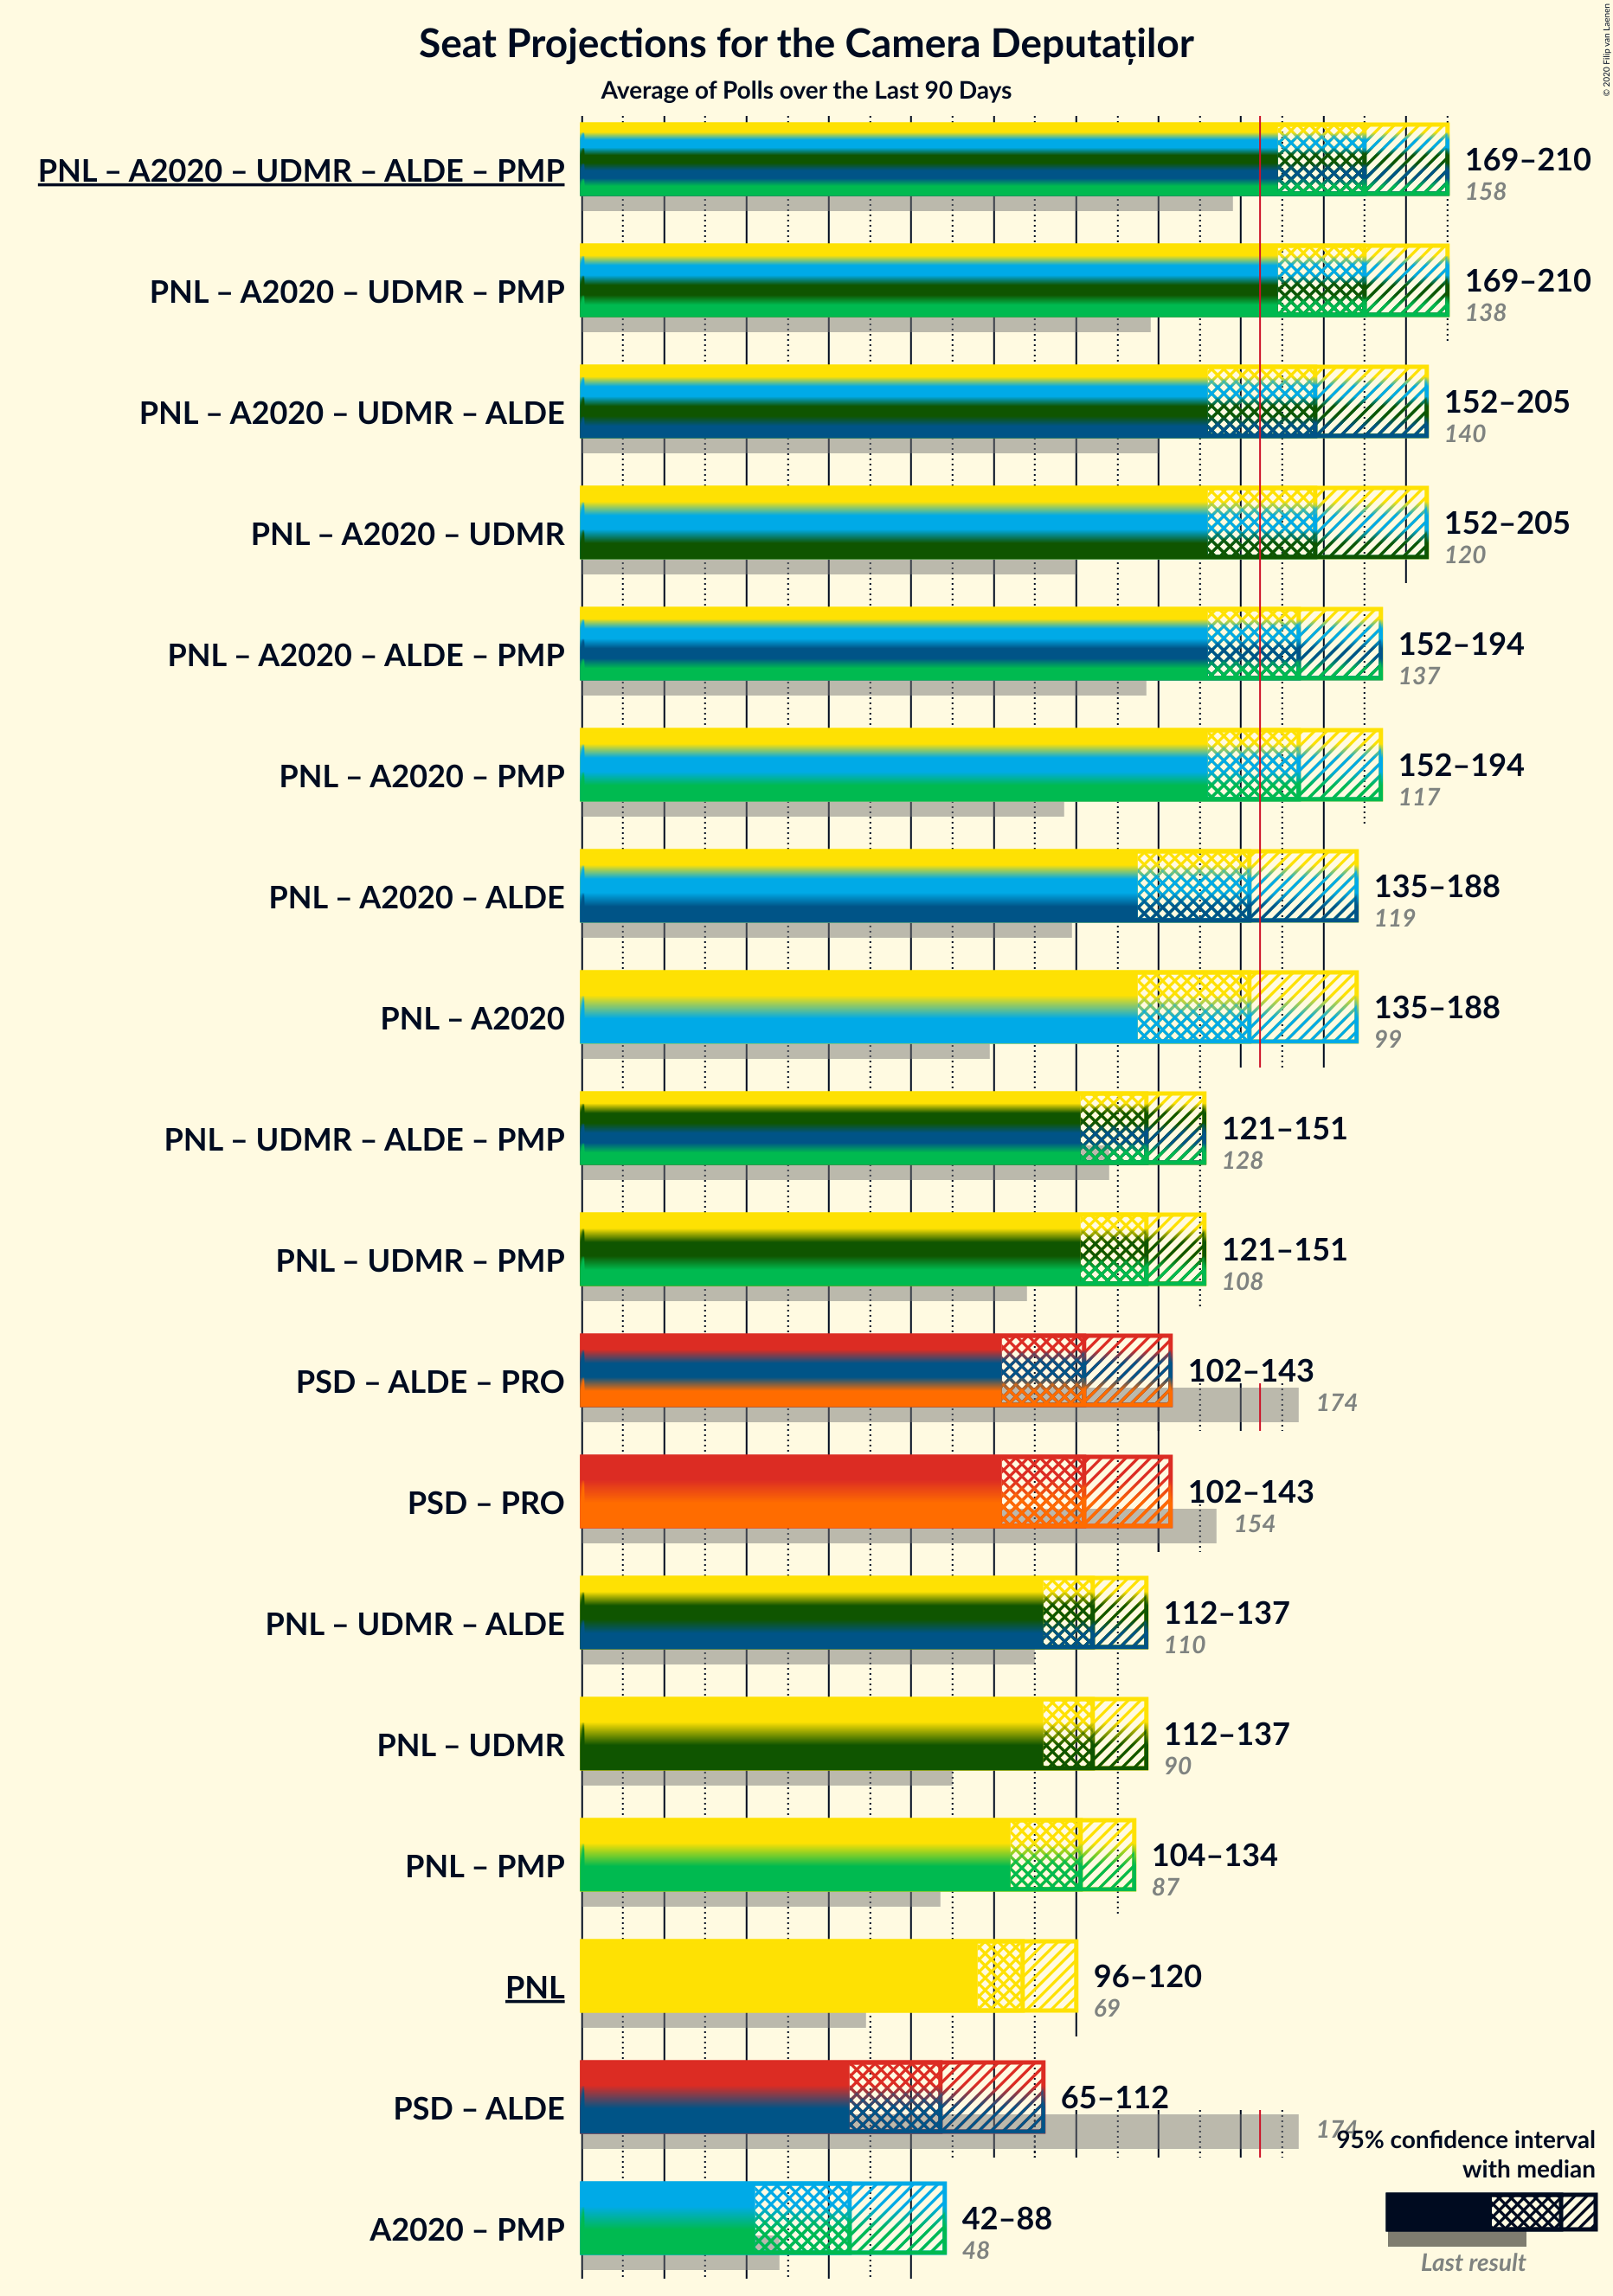 © 2020 Filip van Laenen
Seat Projections for the Camera Deputaților
Average of Polls over the Last 90 Days
PNL – A2020 – UDMR – ALDE – PMP
169–210
158
PNL – A2020 – UDMR – PMP
169–210
138
PNL – A2020 – UDMR – ALDE
152–205
140
PNL – A2020 – UDMR
152–205
120
PNL – A2020 – ALDE – PMP
152–194
137
PNL – A2020 – PMP
152–194
117
PNL – A2020 – ALDE
135–188
119
PNL – A2020
135–188
99
PNL – UDMR – ALDE – PMP
121–151
128
PNL – UDMR – PMP
121–151
108
PSD – ALDE – PRO
102–143
174
PSD – PRO
102–143
154
PNL – UDMR – ALDE
112–137
110
PNL – UDMR
112–137
90
PNL – PMP
104–134
87
PNL
96–120
69
PSD – ALDE
65–112
174
A2020 – PMP
42–88
48
95% confidence interval
with median
Last result